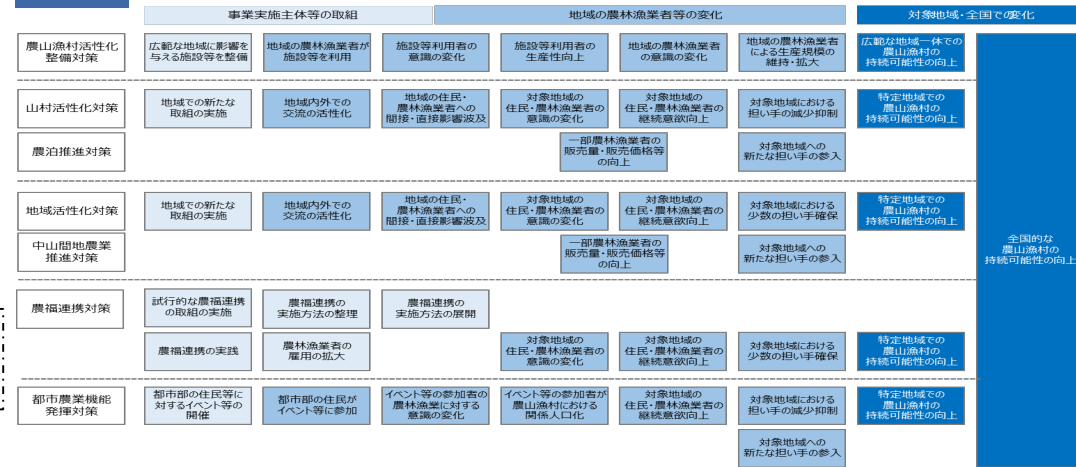 事業実施主体等の取組
地域の農林漁業者等の変化
対象地域・全国での変化
農山漁村活性化
整備対策
広範な地域に影響を
与える施設等を整備
地域の農林漁業者が
施設等を利用
施設等利用者の
意識の変化
施設等利用者の
生産性向上
地域の農林漁業者
の意識の変化
地域の農林漁業者
による生産規模の
維持・拡大
広範な地域一体での
農山漁村の
持続可能性の向上
山村活性化対策
地域での新たな
取組の実施
地域内外での
交流の活性化
地域の住民・
農林漁業者への
間接・直接影響波及
対象地域の
住民・農林漁業者の
意識の変化
対象地域の
住民・農林漁業者の
継続意欲向上
対象地域における
担い手の減少抑制
特定地域での
農山漁村の
持続可能性の向上
農泊推進対策
一部農林漁業者の
販売量・販売価格等
の向上
対象地域への
新たな担い手の参入
地域活性化対策
地域での新たな
取組の実施
地域内外での
交流の活性化
地域の住民・
農林漁業者への
間接・直接影響波及
対象地域の
住民・農林漁業者の
意識の変化
対象地域の
住民・農林漁業者の
継続意欲向上
対象地域における
少数の担い手確保
特定地域での
農山漁村の
持続可能性の向上
中山間地農業
推進対策
一部農林漁業者の
販売量・販売価格等
の向上
対象地域への
新たな担い手の参入
全国的な
農山漁村の
持続可能性の向上
農福連携対策
試行的な農福連携
の取組の実施
農福連携の
実施方法の整理
農福連携の
実施方法の展開
農福連携の実践
農林漁業者の
雇用の拡大
対象地域の
住民・農林漁業者の
意識の変化
対象地域の
住民・農林漁業者の
継続意欲向上
対象地域における
少数の担い手確保
特定地域での
農山漁村の
持続可能性の向上
都市農業機能
発揮対策
都市部の住民等に
対するイベント等の
開催
都市部の住民が
イベント等に参加
イベント等の参加者の
農林漁業に対する
意識の変化
イベント等の参加者が
農山漁村における
関係人口化
対象地域の
住民・農林漁業者の
継続意欲向上
対象地域における
担い手の減少抑制
特定地域での
農山漁村の
持続可能性の向上
対象地域への
新たな担い手の参入